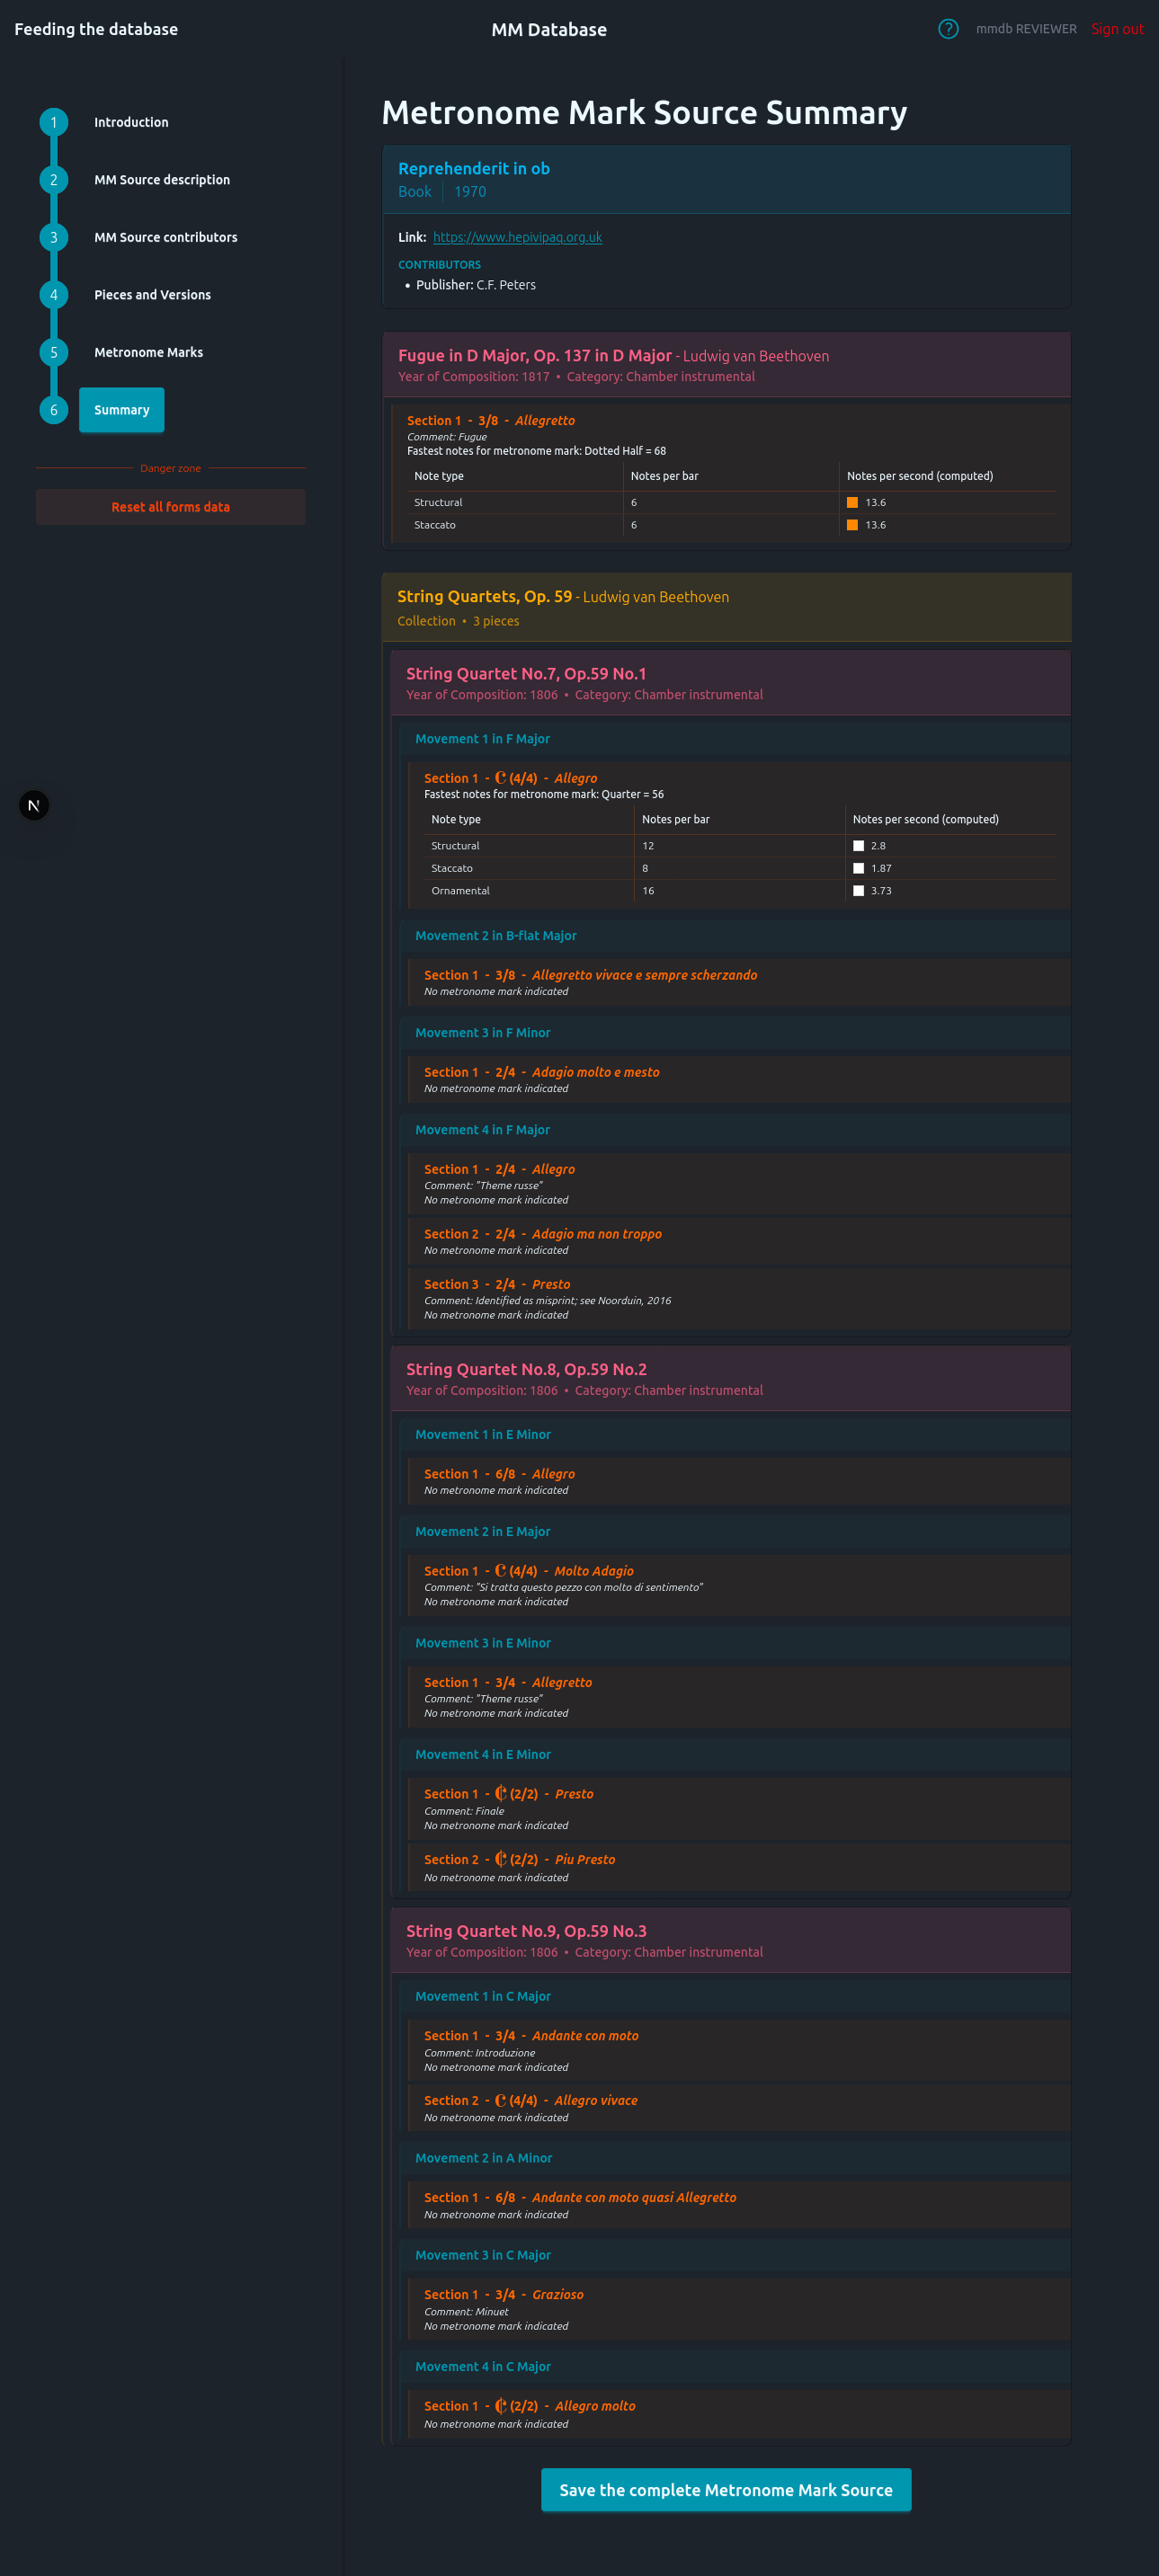 Feeding the database
MM Database
mmdb REVIEWER
Sign out
1 Introduction
2 MM Source description
3 MM Source contributors
4 Pieces and Versions
5 Metronome Marks
6 Summary
Danger zone
Reset all forms data
N
Metronome Mark Source Summary
Reprehenderit in ob
Book | 1970
Link: https://www.hepivipaq.org.uk
CONTRIBUTORS
• Publisher: C.F. Peters
Fugue in D Major, Op. 137 in D Major - Ludwig van Beethoven
Year of Composition: 1817 • Category: Chamber instrumental
Section 1 - 3/8 - Allegretto
Comment: Fugue
Fastest notes for metronome mark: Dotted Half = 68
Note type Notes per bar Notes per second (computed)
Structural 6 13.6
Staccato 6 13.6
String Quartets, Op. 59 - Ludwig van Beethoven
Collection • 3 pieces
String Quartet No.7, Op.59 No.1
Year of Composition: 1806 • Category: Chamber instrumental
Movement 1 in F Major
Section 1 - 𝄴 (4/4) - Allegro
Fastest notes for metronome mark: Quarter = 56
Note type Notes per bar Notes per second (computed)
Structural 12 2.8
Staccato 8 1.87
Ornamental 16 3.73
Movement 2 in B-flat Major
Section 1 - 3/8 - Allegretto vivace e sempre scherzando
No metronome mark indicated
Movement 3 in F Minor
Section 1 - 2/4 - Adagio molto e mesto
No metronome mark indicated
Movement 4 in F Major
Section 1 - 2/4 - Allegro
Comment: "Theme russe"
No metronome mark indicated
Section 2 - 2/4 - Adagio ma non troppo
No metronome mark indicated
Section 3 - 2/4 - Presto
Comment: Identified as misprint; see Noorduin, 2016
No metronome mark indicated
String Quartet No.8, Op.59 No.2
Year of Composition: 1806 • Category: Chamber instrumental
Movement 1 in E Minor
Section 1 - 6/8 - Allegro
No metronome mark indicated
Movement 2 in E Major
Section 1 - 𝄴 (4/4) - Molto Adagio
Comment: "Si tratta questo pezzo con molto di sentimento"
No metronome mark indicated
Movement 3 in E Minor
Section 1 - 3/4 - Allegretto
Comment: "Theme russe"
No metronome mark indicated
Movement 4 in E Minor
Section 1 - 𝄵 (2/2) - Presto
Comment: Finale
No metronome mark indicated
Section 2 - 𝄵 (2/2) - Piu Presto
No metronome mark indicated
String Quartet No.9, Op.59 No.3
Year of Composition: 1806 • Category: Chamber instrumental
Movement 1 in C Major
Section 1 - 3/4 - Andante con moto
Comment: Introduzione
No metronome mark indicated
Section 2 - 𝄴 (4/4) - Allegro vivace
No metronome mark indicated
Movement 2 in A Minor
Section 1 - 6/8 - Andante con moto quasi Allegretto
No metronome mark indicated
Movement 3 in C Major
Section 1 - 3/4 - Grazioso
Comment: Minuet
No metronome mark indicated
Movement 4 in C Major
Section 1 - 𝄵 (2/2) - Allegro molto
No metronome mark indicated
Save the complete Metronome Mark Source